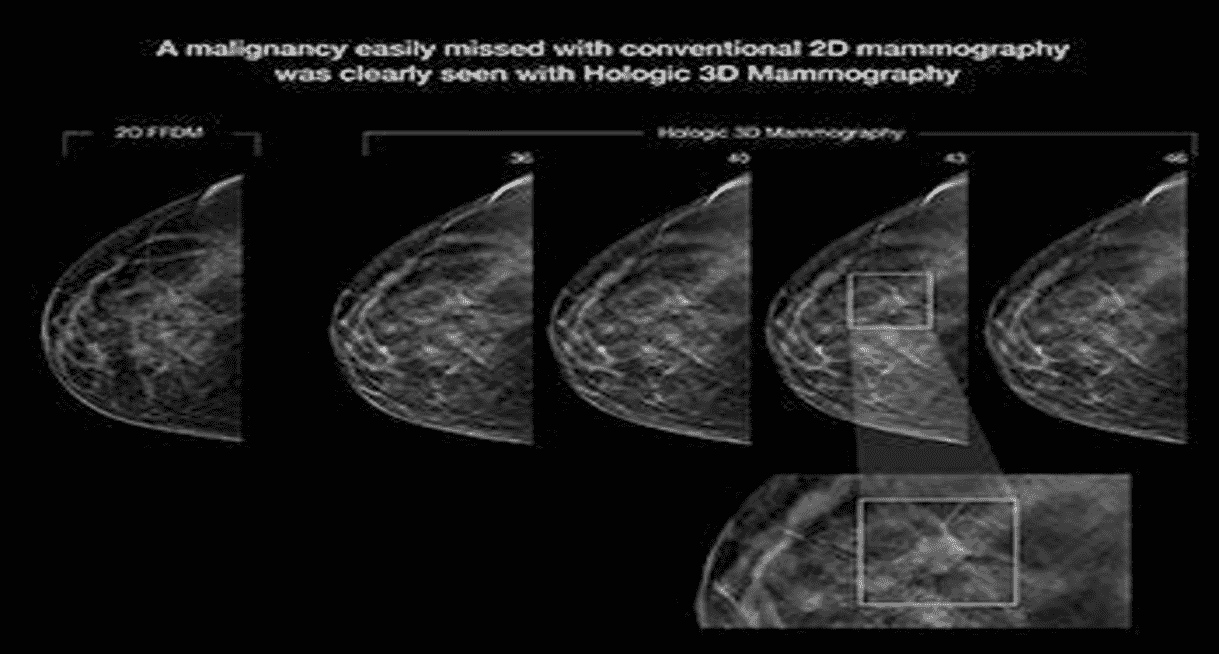 A malignancy easily missed with conventional 2D mammography
was clearly seen with Hologic 3D Mammography
2D FFDM
Hologic 3D Mammography
36
40
43
46